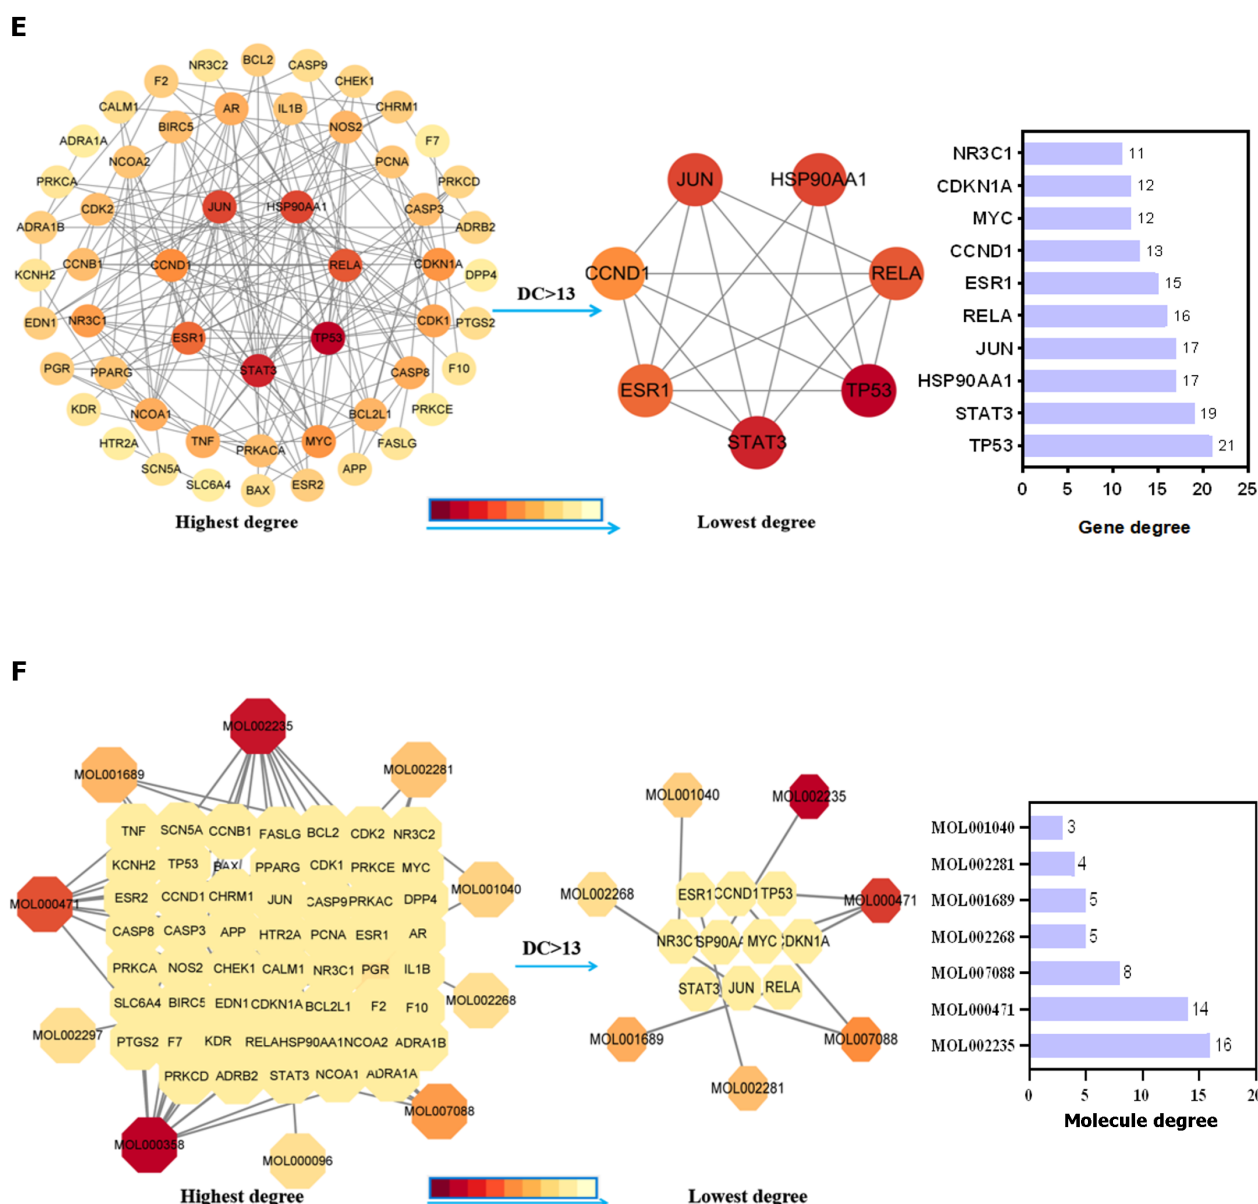 E
BCL2
NR3C2
CASP9
F2
CHEK1
CALM1
AR
IL1B
CHRM1
BIRC5
NOS2
ADRA1A
F7
NCOA2
PCNA
PRKCA
PRKCD
CDK2
JUN
HSP90AA1
CASP3
ADRA1B
ADRB2
CCNB1
CCND1
RELA
CDKN1A
KCNH2
DPP4
EDN1
NR3C1
CDK1
PTGS2
ESR1
TP53
PGR
PPARG
STAT3
CASP8
F10
KDR
NCOA1
BCL2L1
PRKCE
HTR2A
TNF
PRKACA
MYC
FASLG
SCN5A
APP
SLC6A4
BAX
ESR2
Highest degree
DC>13
JUN
HSP90AA1
CCND1
RELA
ESR1
TP53
STAT3
Lowest degree
NR3C1 11
CDKN1A 12
MYC 12
CCND1 13
ESR1 15
RELA 16
JUN 17
HSP90AA1 17
STAT3 19
TP53 21
0 5 10 15 20 25
Gene degree
F
MOL002235
MOL001689
MOL002281
TNF SCN5A CCNB1 FASLG BCL2 CDK2 NR3C2
KCNH2 TP53 BAX PPARG CDK1 PRKCE MYC
ESR2 CCND1 CHRM1 JUN CASP9 PRKAC DPP4
CASP8 CASP3 APP HTR2A PCNA ESR1 AR
PRKCA NOS2 CHEK1 CALM1 NR3C1 PGR IL1B
SLC6A4 BIRC5 EDN1 CDKN1A BCL2L1 F2 F10
PTGS2 F7 KDR RELA HSP90AA1 NCOA2 ADRA1B
PRKCD ADRB2 STAT3 NCOA1 ADRA1A
MOL000471
MOL001040
MOL002268
MOL002297
MOL007088
MOL000358
MOL000096
Highest degree
DC>13
MOL001040
MOL002235
MOL002268
MOL000471
ESR1 CCND1 TP53
NR3C1 SP90AA MYC CDKN1A
STAT3 JUN RELA
MOL001689
MOL007088
MOL002281
Lowest degree
MOL001040 3
MOL002281 4
MOL001689 5
MOL002268 5
MOL007088 8
MOL000471 14
MOL002235 16
0 5 10 15 20
Molecule degree